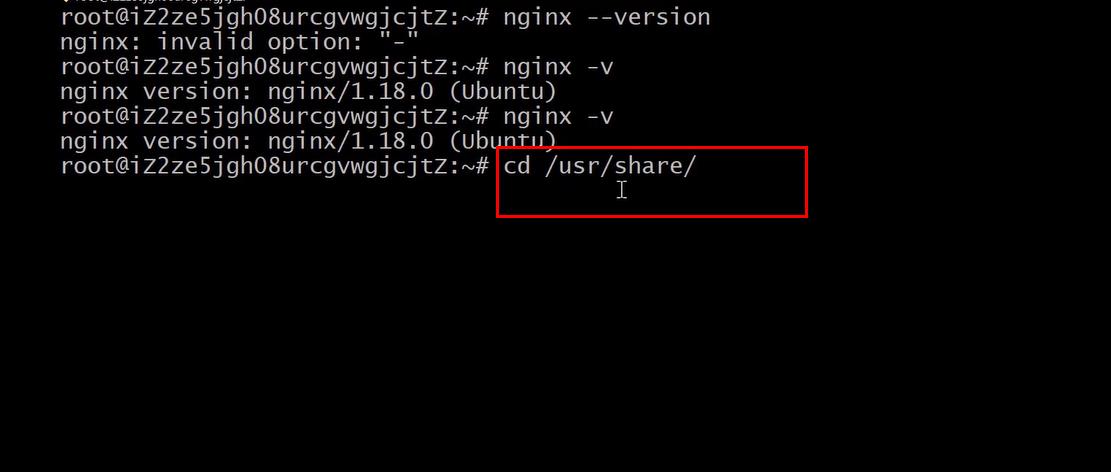 root@iZ2ze5jgh08urcgvwgjcjtZ:~# nginx --version
nginx: invalid option: "-"
root@iZ2ze5jgh08urcgvwgjcjtZ:~# nginx -v
nginx version: nginx/1.18.0 (Ubuntu)
root@iZ2ze5jgh08urcgvwgjcjtZ:~# nginx -v
nginx version: nginx/1.18.0 (Ubuntu)
root@iZ2ze5jgh08urcgvwgjcjtZ:~# cd /usr/share/